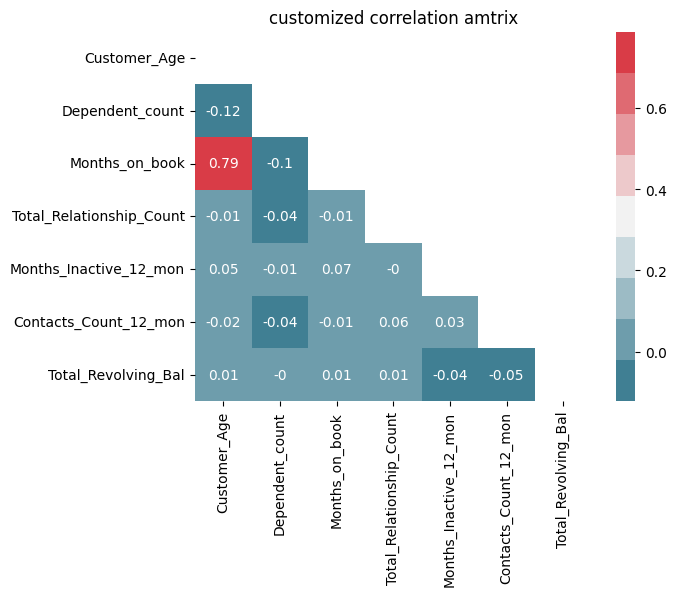 customized correlation amtrix
Customer_Age
Dependent_count -0.12
Months_on_book 0.79 -0.1
Total_Relationship_Count -0.01 -0.04 -0.01
Months_Inactive_12_mon 0.05 -0.01 0.07 -0
Contacts_Count_12_mon -0.02 -0.04 -0.01 0.06 0.03
Total_Revolving_Bal 0.01 -0 0.01 0.01 -0.04 -0.05
Customer_Age
Dependent_count
Months_on_book
Total_Relationship_Count
Months_Inactive_12_mon
Contacts_Count_12_mon
Total_Revolving_Bal
0.6
0.4
0.2
0.0